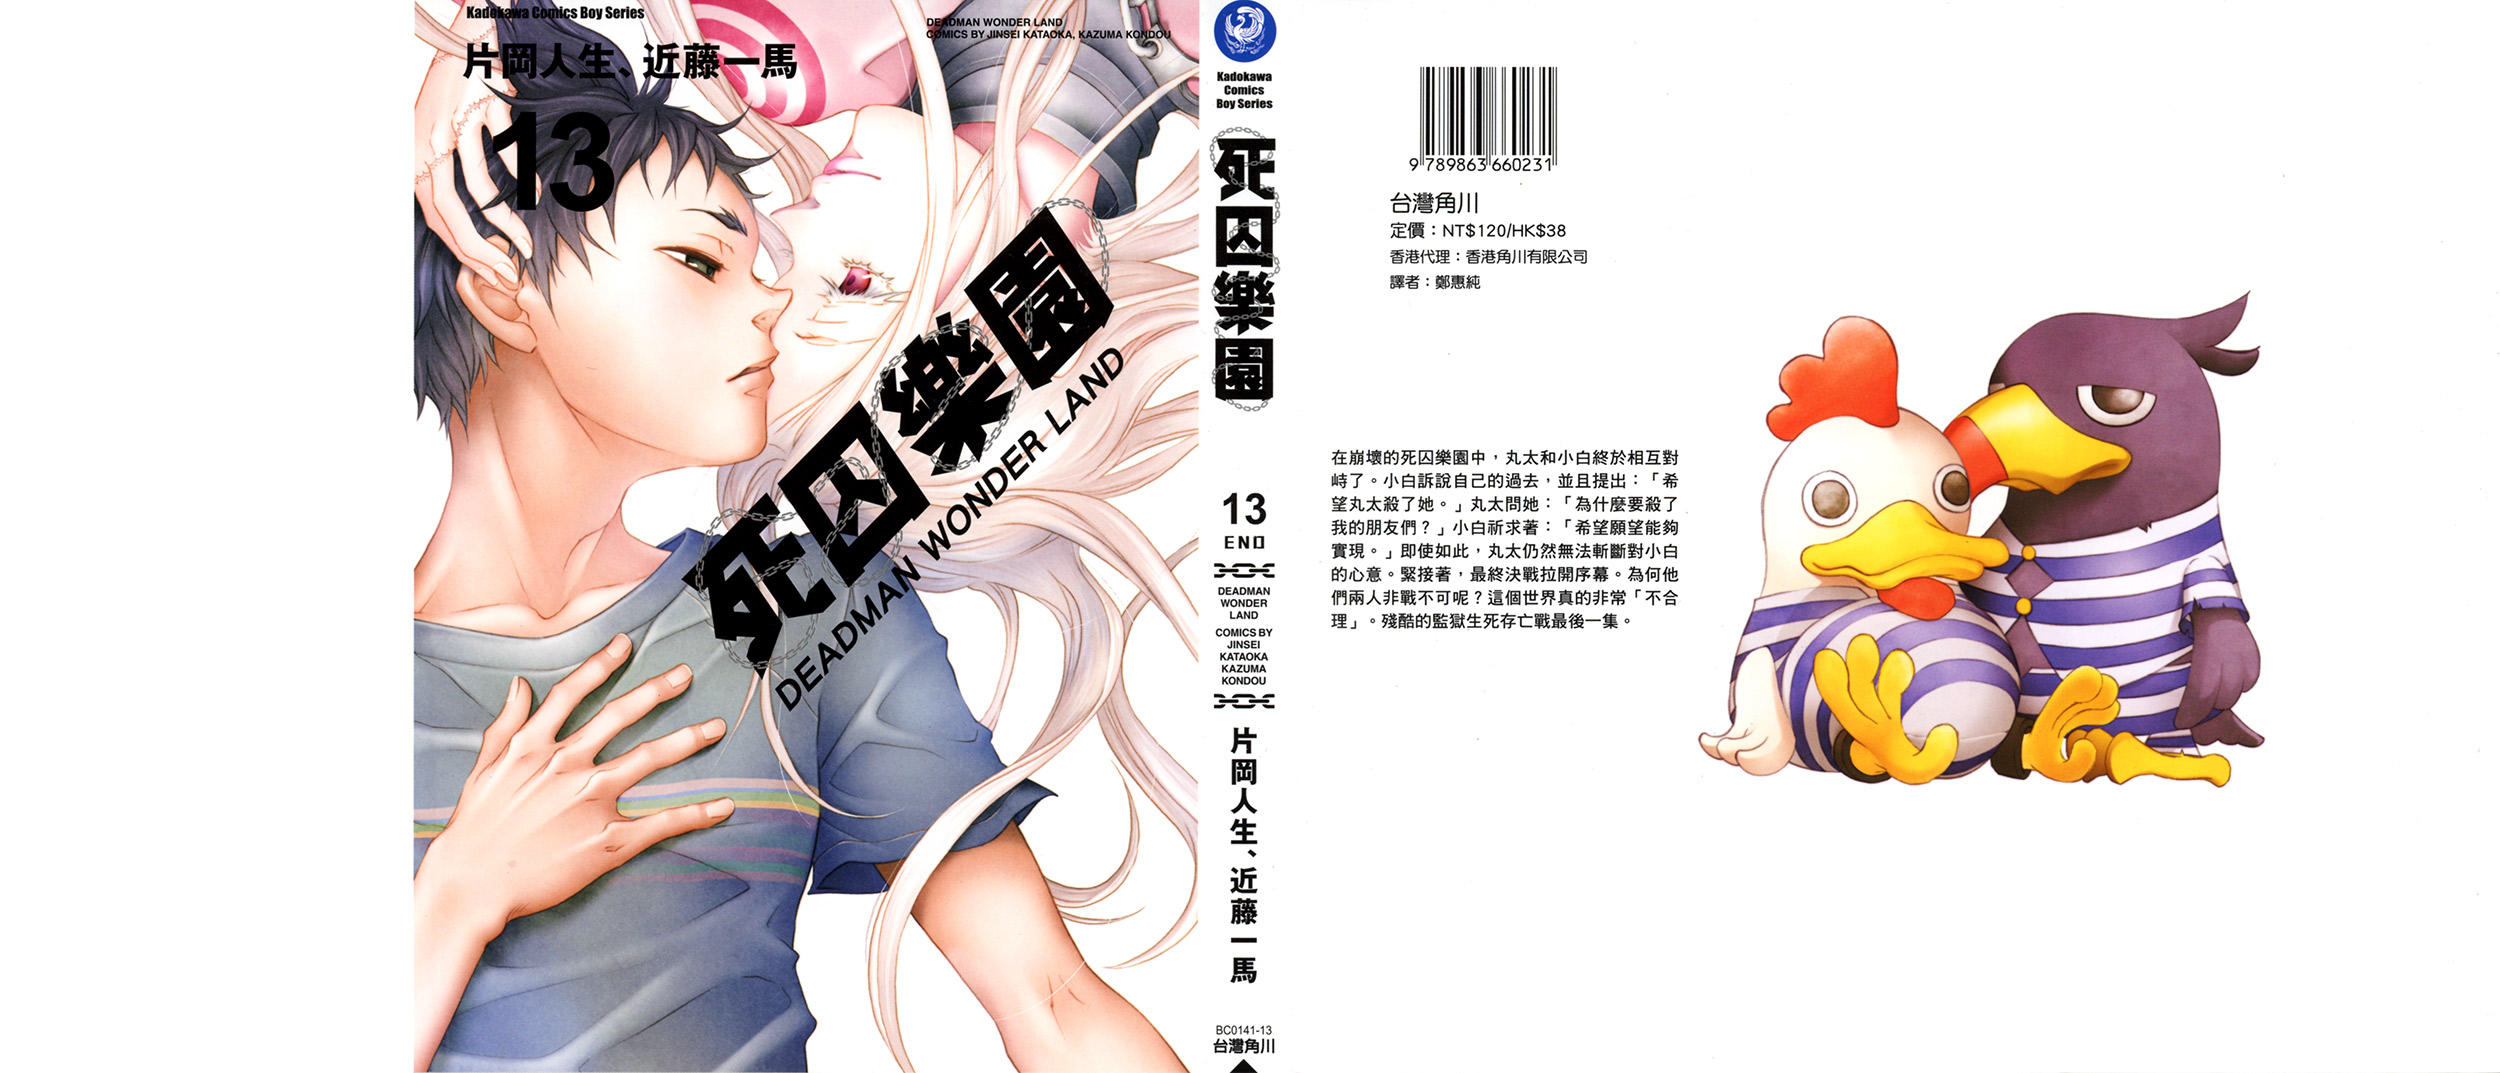 Kadokawa Comics Boy Series
DEADMAN WONDER LAND
COMICS BY JINSEI KATAOKA, KAZUMA KONDOU
片岡人生、近藤一馬
13
死囚樂園
DEADMAN WONDER LAND
Kadokawa
Comics
Boy Series
死囚樂園
13
END
DEADMAN
WONDER
LAND
COMICS BY
JINSEI
KATAOKA
KAZUMA
KONDOU
片岡人生、近藤一馬
BC0141-13
台灣角川
9 789863 660231
台灣角川
定價：NT$120/HK$38
香港代理：香港角川有限公司
譯者：鄭惠純
在崩壞的死囚樂園中，丸太和小白終於相互對
峙了。小白訴說自己的過去，並且提出：「希
望丸太殺了她。」丸太問她：「為什麼要殺了
我的朋友們？」小白祈求著：「希望願望能夠
實現。」即使如此，丸太仍然無法斬斷對小白
的心意。緊接著，最終決戰拉開序幕。為何他
們兩人非戰不可呢？這個世界真的非常「不合
理」。殘酷的監獄生死存亡戰最後一集。